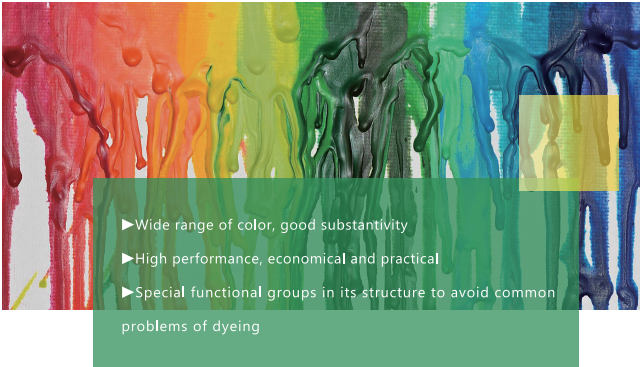 ▶Wide range of color, good substantivity
▶High performance, economical and practical
▶Special functional groups in its structure to avoid common
problems of dyeing